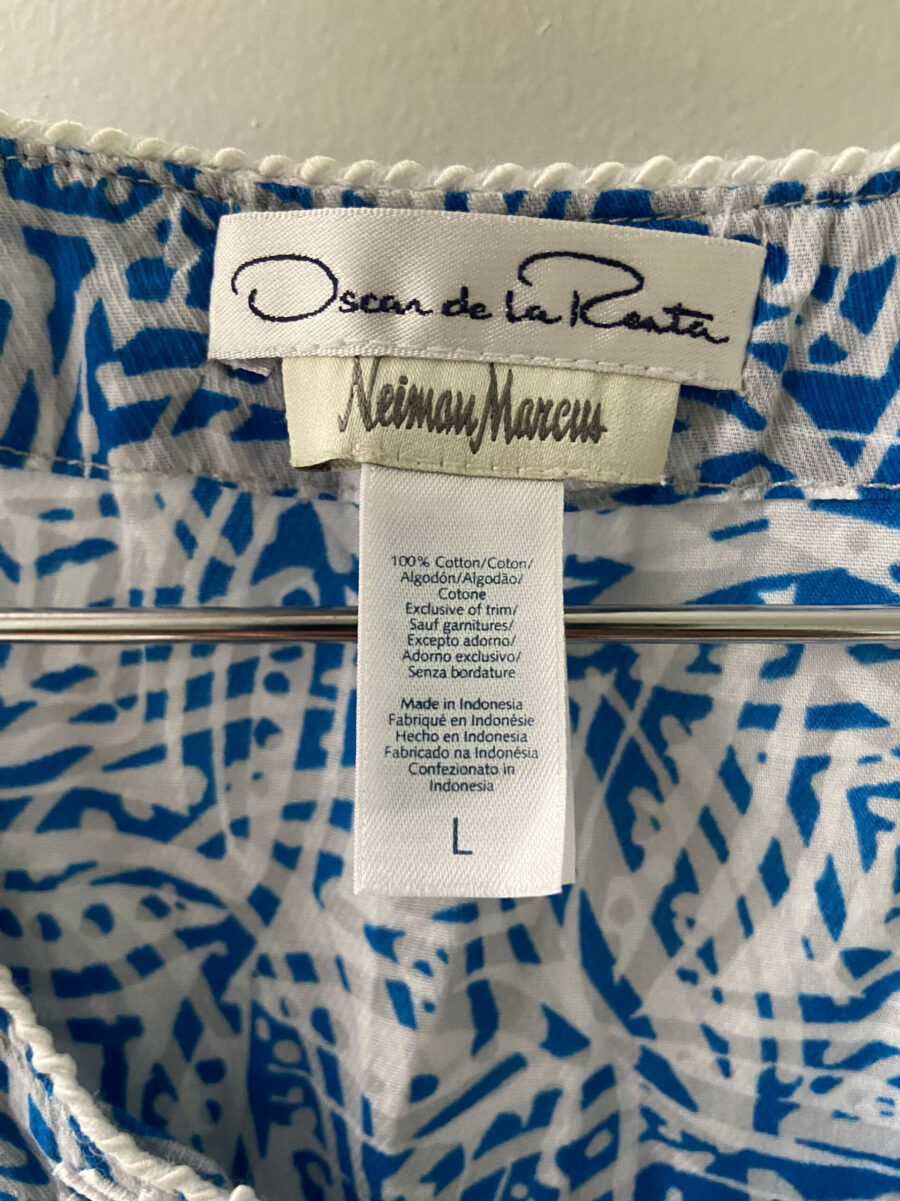 Oscar de la Renta
Neiman Marcus
100% Cotton/Coton/
Algodón/Algodão/
Cotone
Exclusive of trim/
Sauf garnitures/
Excepto adorno/
Adorno exclusivo/
Senza bordature
Made in Indonesia
Fabriqué en Indonésie
Hecho en Indonesia
Fabricado na Indonésia
Confezionato in
Indonesia
L